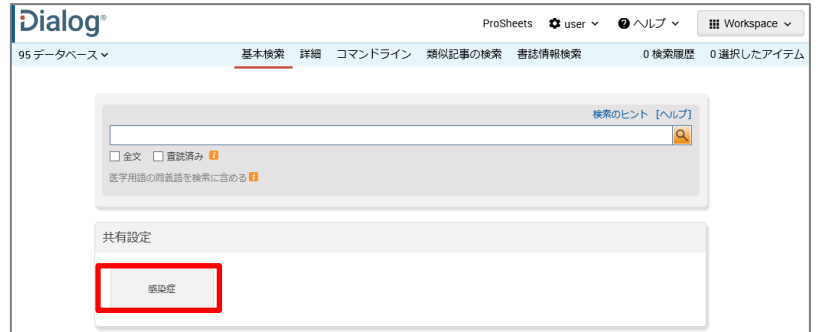 Dialog®
ProSheets user ヘルプ Workspace
95 データベース 基本検索 詳細 コマンドライン 類似記事の検索 書誌情報検索 0 検索履歴 0 選択したアイテム
検索のヒント [ヘルプ]
全文 査読済み i
医学用語の同義語を検索に含める i
共有設定
感染症